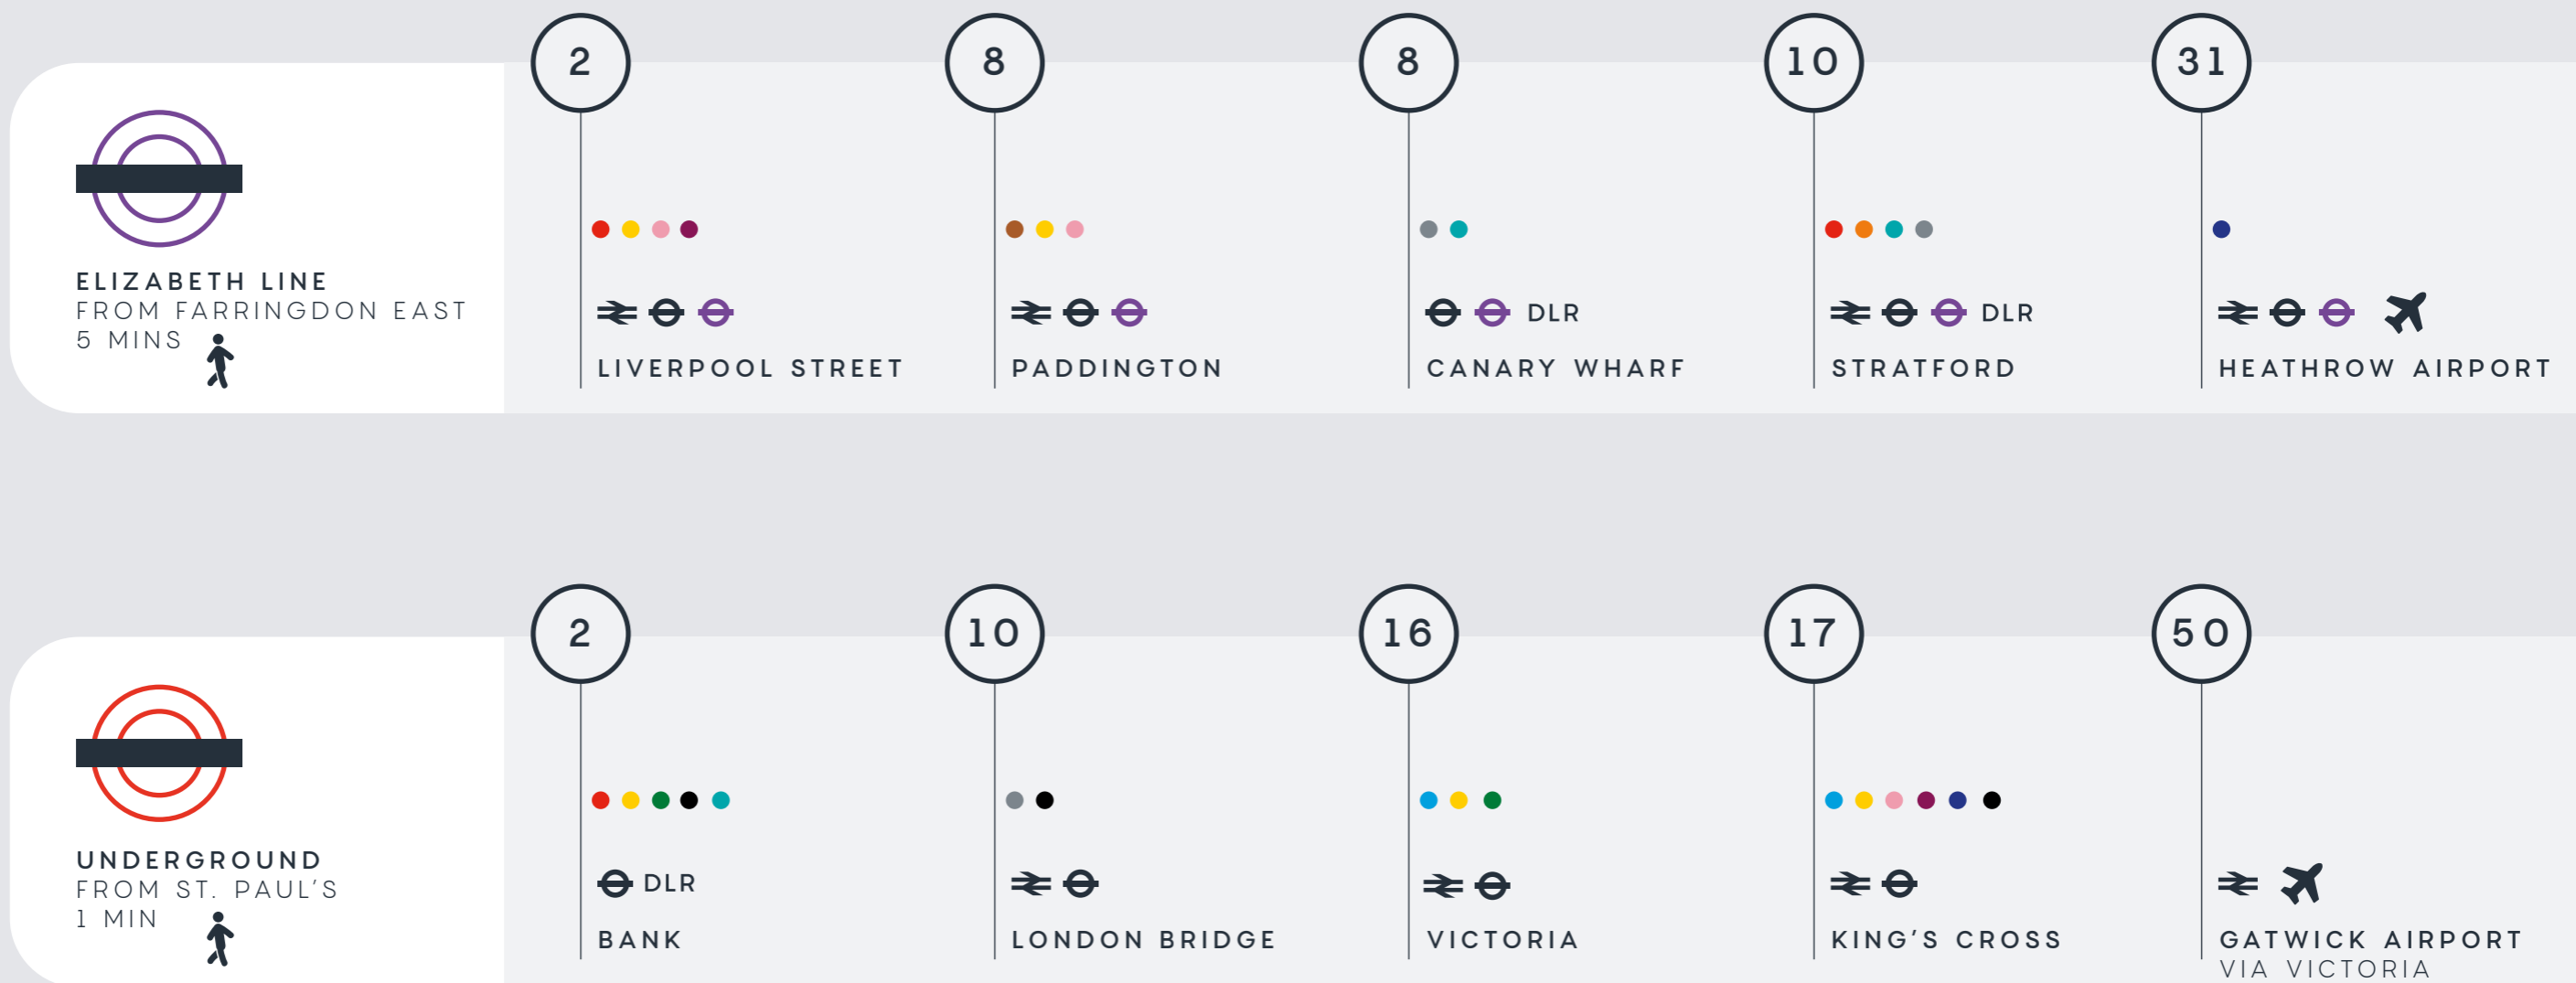 2
8
8
10
31
ELIZABETH LINE
FROM FARRINGDON EAST
5 MINS
DLR
DLR
LIVERPOOL STREET
PADDINGTON
CANARY WHARF
STRATFORD
HEATHROW AIRPORT
2
10
16
17
50
UNDERGROUND
FROM ST. PAUL'S
1 MIN
DLR
BANK
LONDON BRIDGE
VICTORIA
KING'S CROSS
GATWICK AIRPORT
VIA VICTORIA